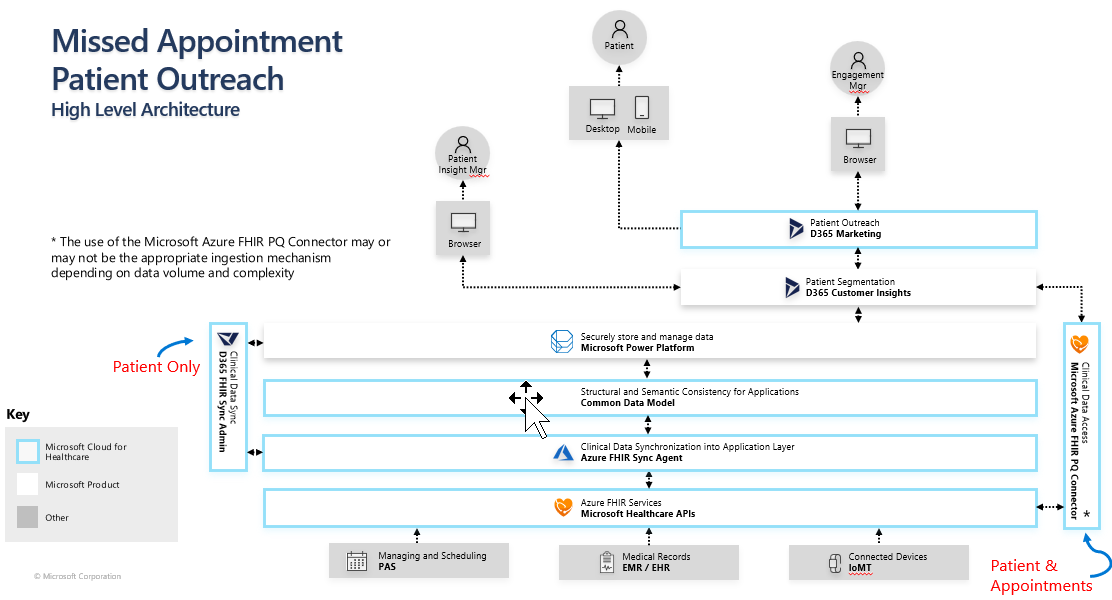 Missed Appointment
Patient Outreach
High Level Architecture
Patient
Desktop
Mobile
Engagement
Mgr
Browser
Patient
Insight Mgr
Browser
* The use of the Microsoft Azure FHIR PQ Connector may or
may not be the appropriate ingestion mechanism
depending on data volume and complexity
Patient Outreach
D365 Marketing
Patient Segmentation
D365 Customer Insights
Securely store and manage data
Microsoft Power Platform
Structural and Semantic Consistency for Applications
Common Data Model
Clinical Data Synchronization into Application Layer
Azure FHIR Sync Agent
Azure FHIR Services
Microsoft Healthcare APIs
Clinical Data Sync
D365 FHIR Sync Admin
Patient Only
Clinical Data Access
Microsoft Azure FHIR PQ Connector
*
Patient &
Appointments
Managing and Scheduling
PAS
Medical Records
EMR / EHR
Connected Devices
IoMT
Key
Microsoft Cloud for
Healthcare
Microsoft Product
Other
© Microsoft Corporation